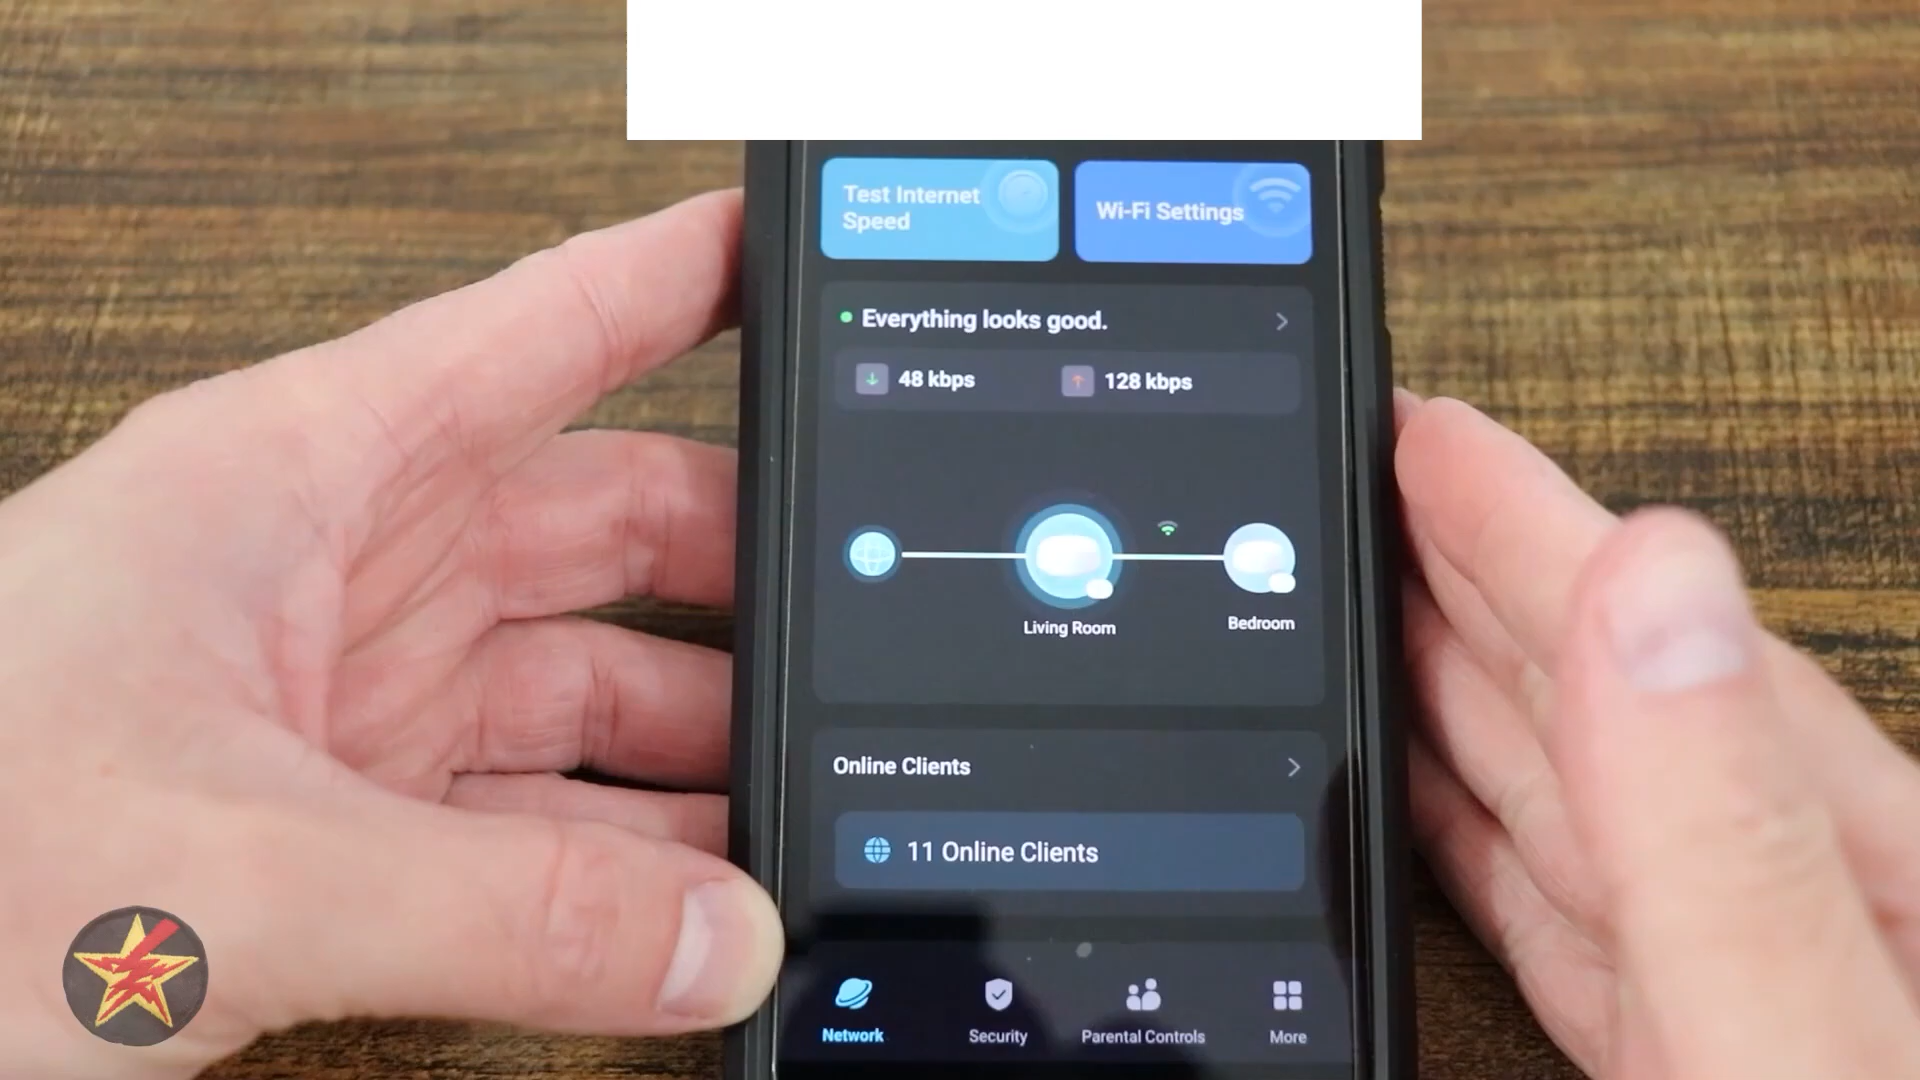 Test Internet
Speed
Wi-Fi Settings
Everything looks good.
48 kbps
128 kbps
Living Room
Bedroom
Online Clients
11 Online Clients
Network
Security
Parental Controls
More